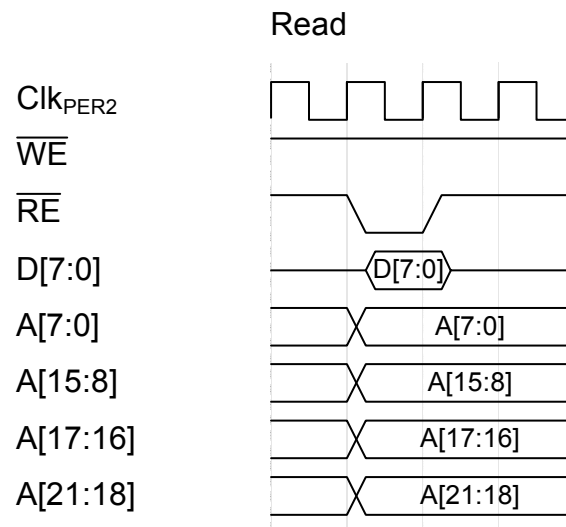 Read
ClkPER2
WE
RE
D[7:0] D[7:0]
A[7:0] A[7:0]
A[15:8] A[15:8]
A[17:16] A[17:16]
A[21:18] A[21:18]